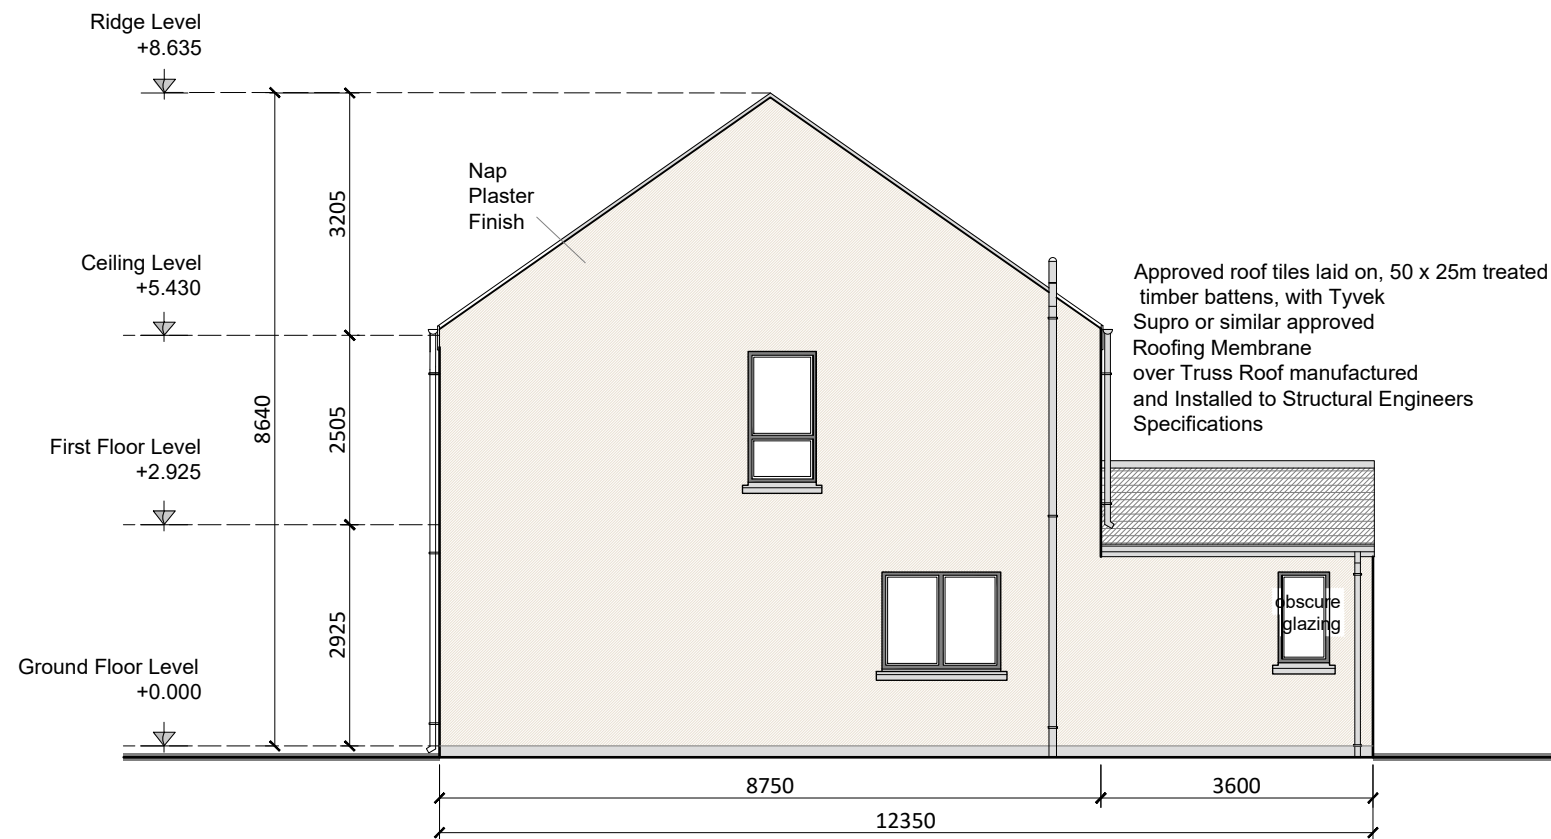 Ridge Level
+8.635
Nap
Plaster
Finish
3205
Ceiling Level
+5.430
Approved roof tiles laid on, 50 x 25m treated
timber battens, with Tyvek
Supro or similar approved
Roofing Membrane
over Truss Roof manufactured
and Installed to Structural Engineers
Specifications
8640
2505
First Floor Level
+2.925
obscure
glazing
2925
Ground Floor Level
+0.000
8750
3600
12350